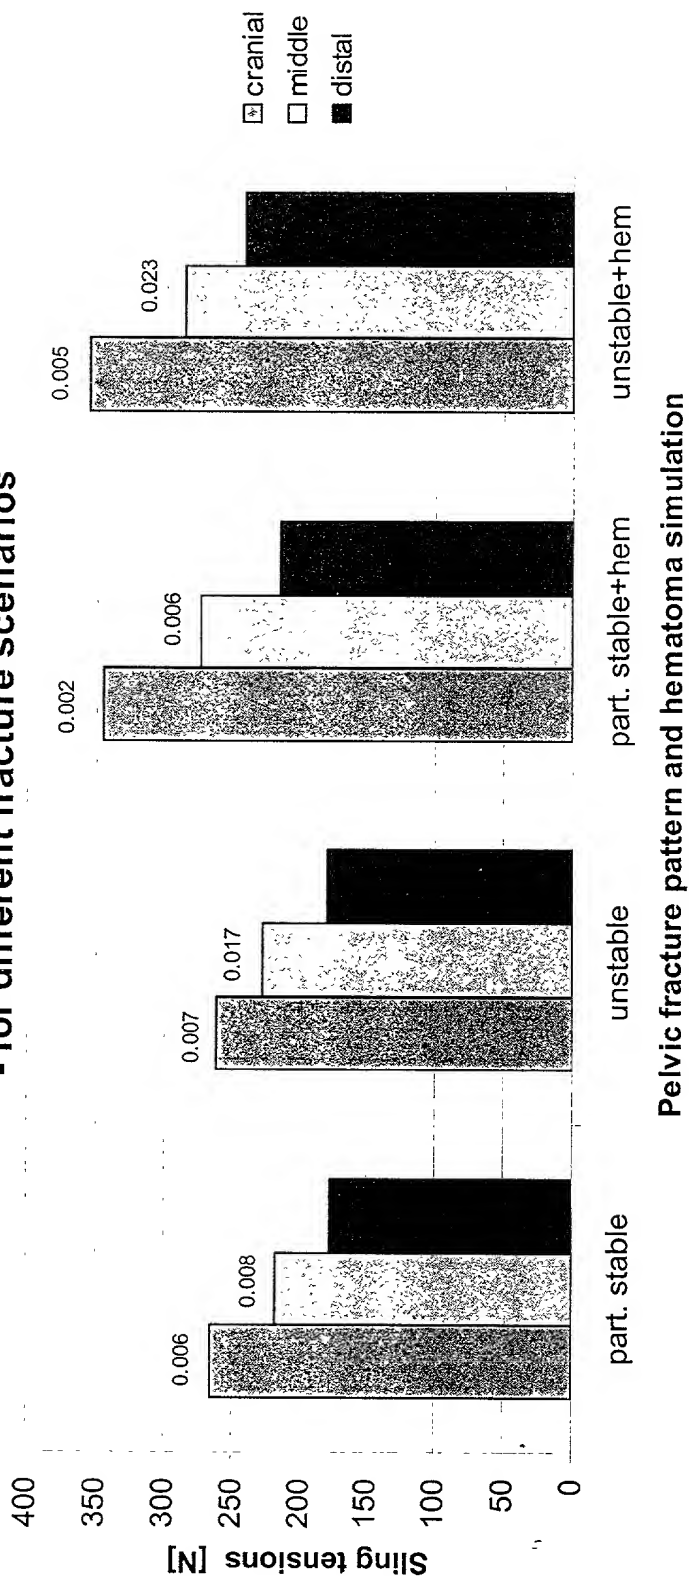 for different fracture scenarios
cranial
middle
distal
Sling tensions [N]
400
350
300
250
200
150
100
50
0
0.006
0.008
0.007
0.017
0.002
0.006
0.005
0.023
part. stable
unstable
part. stable+hem
unstable+hem
Pelvic fracture pattern and hematoma simulation